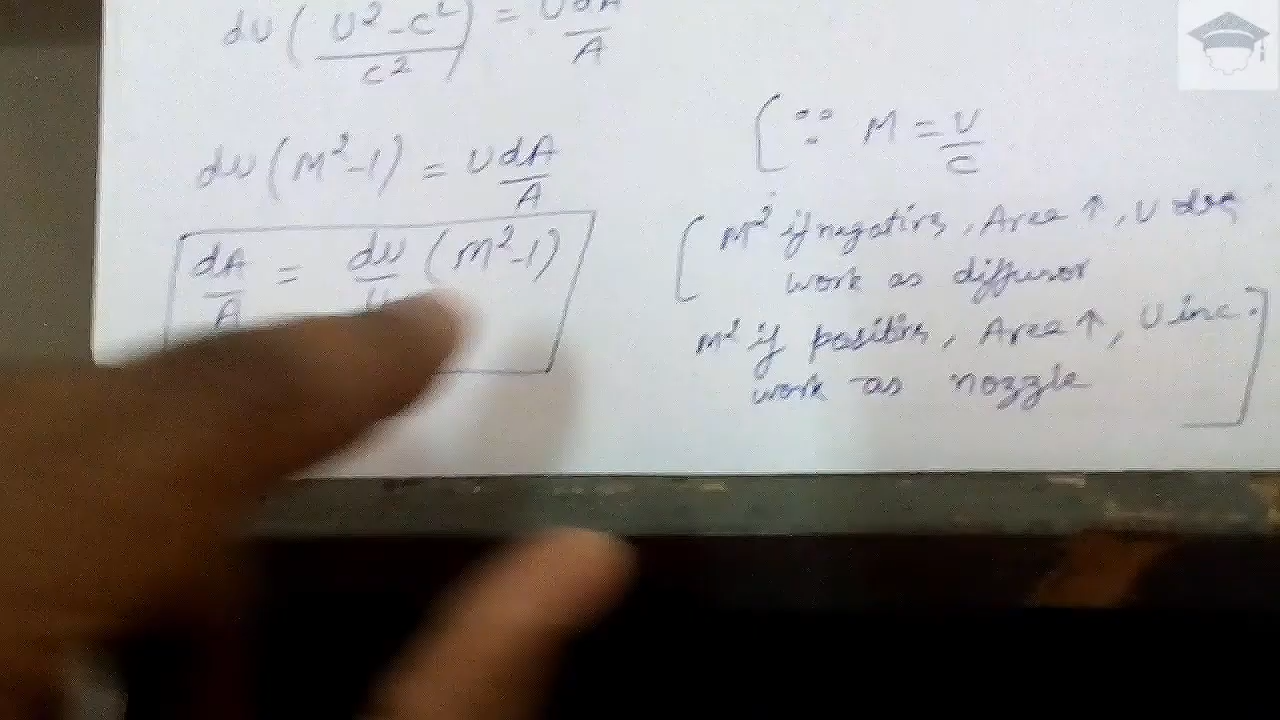 dU ( U² - C² / C² ) = U dA / A
dU (M² - 1) = U dA / A
dA / A = dU / U (M² - 1)
[ ∵ M = U / C
[ M² if negative, Area ↑, U dec
work as diffusor
M² if positive, Area ↑, U inc. ]
work as nozzle